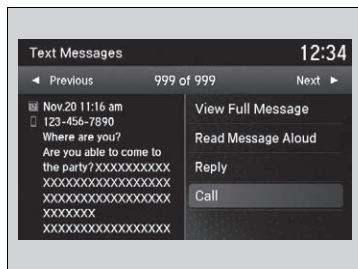 Text Messages 12:34
◄ Previous 999 of 999 Next ►
Nov.20 11:16 am
123-456-7890
Where are you?
Are you able to come to
the party?XXXXXXXXXX
XXXXXXXXXXXXXXXXX
XXXXXXXXXXXXXXXXX
XXXXXXX
XXXXXXXXXXXXXXXXX
View Full Message
Read Message Aloud
Reply
Call